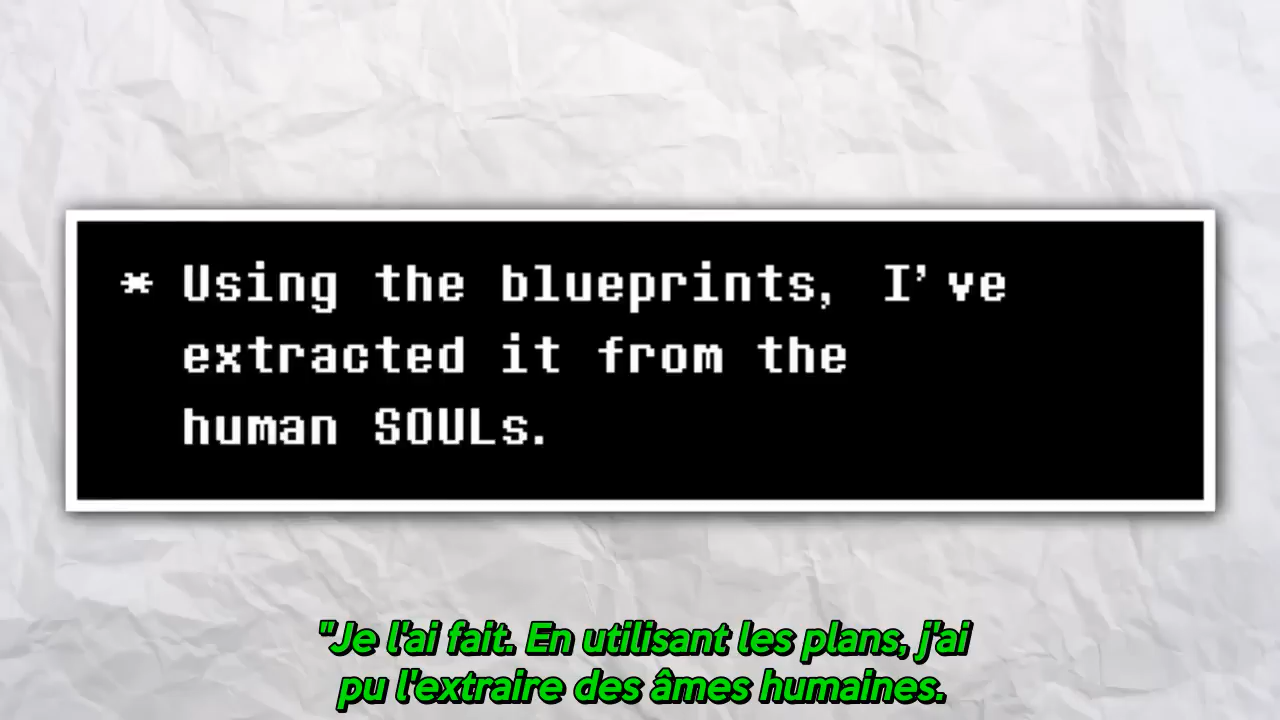 * Using the blueprints, I've
extracted it from the
human SOULs.
"Je l'ai fait. En utilisant les plans, j'ai
pu l'extraire des âmes humaines.